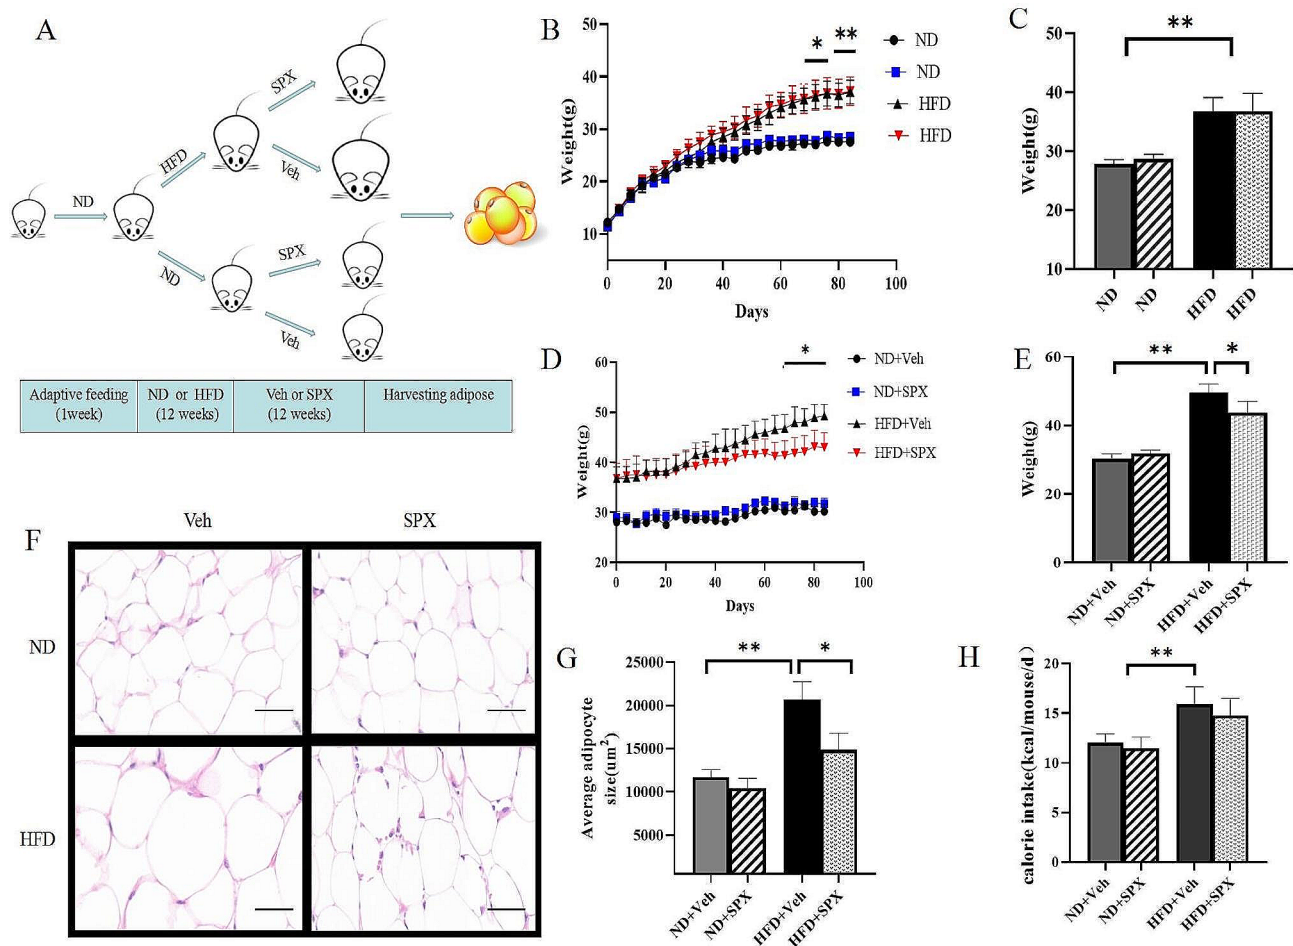 A
ND
HFD
ND
SPX
Veh
SPX
Veh
Adaptive feeding
(1week)
ND or HFD
(12 weeks)
Veh or SPX
(12 weeks)
Harvesting adipose
B
50
40
30
20
10
Weight(g)
0
20
40
60
80
100
Days
*
**
ND
ND
HFD
HFD
C
**
50
40
30
20
10
Weight(g)
ND
ND
HFD
HFD
D
60
50
40
30
20
Weight(g)
0
20
40
60
80
100
Days
*
ND+Veh
ND+SPX
HFD+Veh
HFD+SPX
E
**
*
60
40
20
0
Weight(g)
ND+Veh
ND+SPX
HFD+Veh
HFD+SPX
F
Veh
SPX
ND
HFD
G
**
*
25000
20000
15000
10000
5000
Average adipocyte
size(um²)
ND+Veh
ND+SPX
HFD+Veh
HFD+SPX
H
**
20
15
10
5
0
calorie intake(kcal/mouse/d)
ND+Veh
ND+SPX
HFD+Veh
HFD+SPX